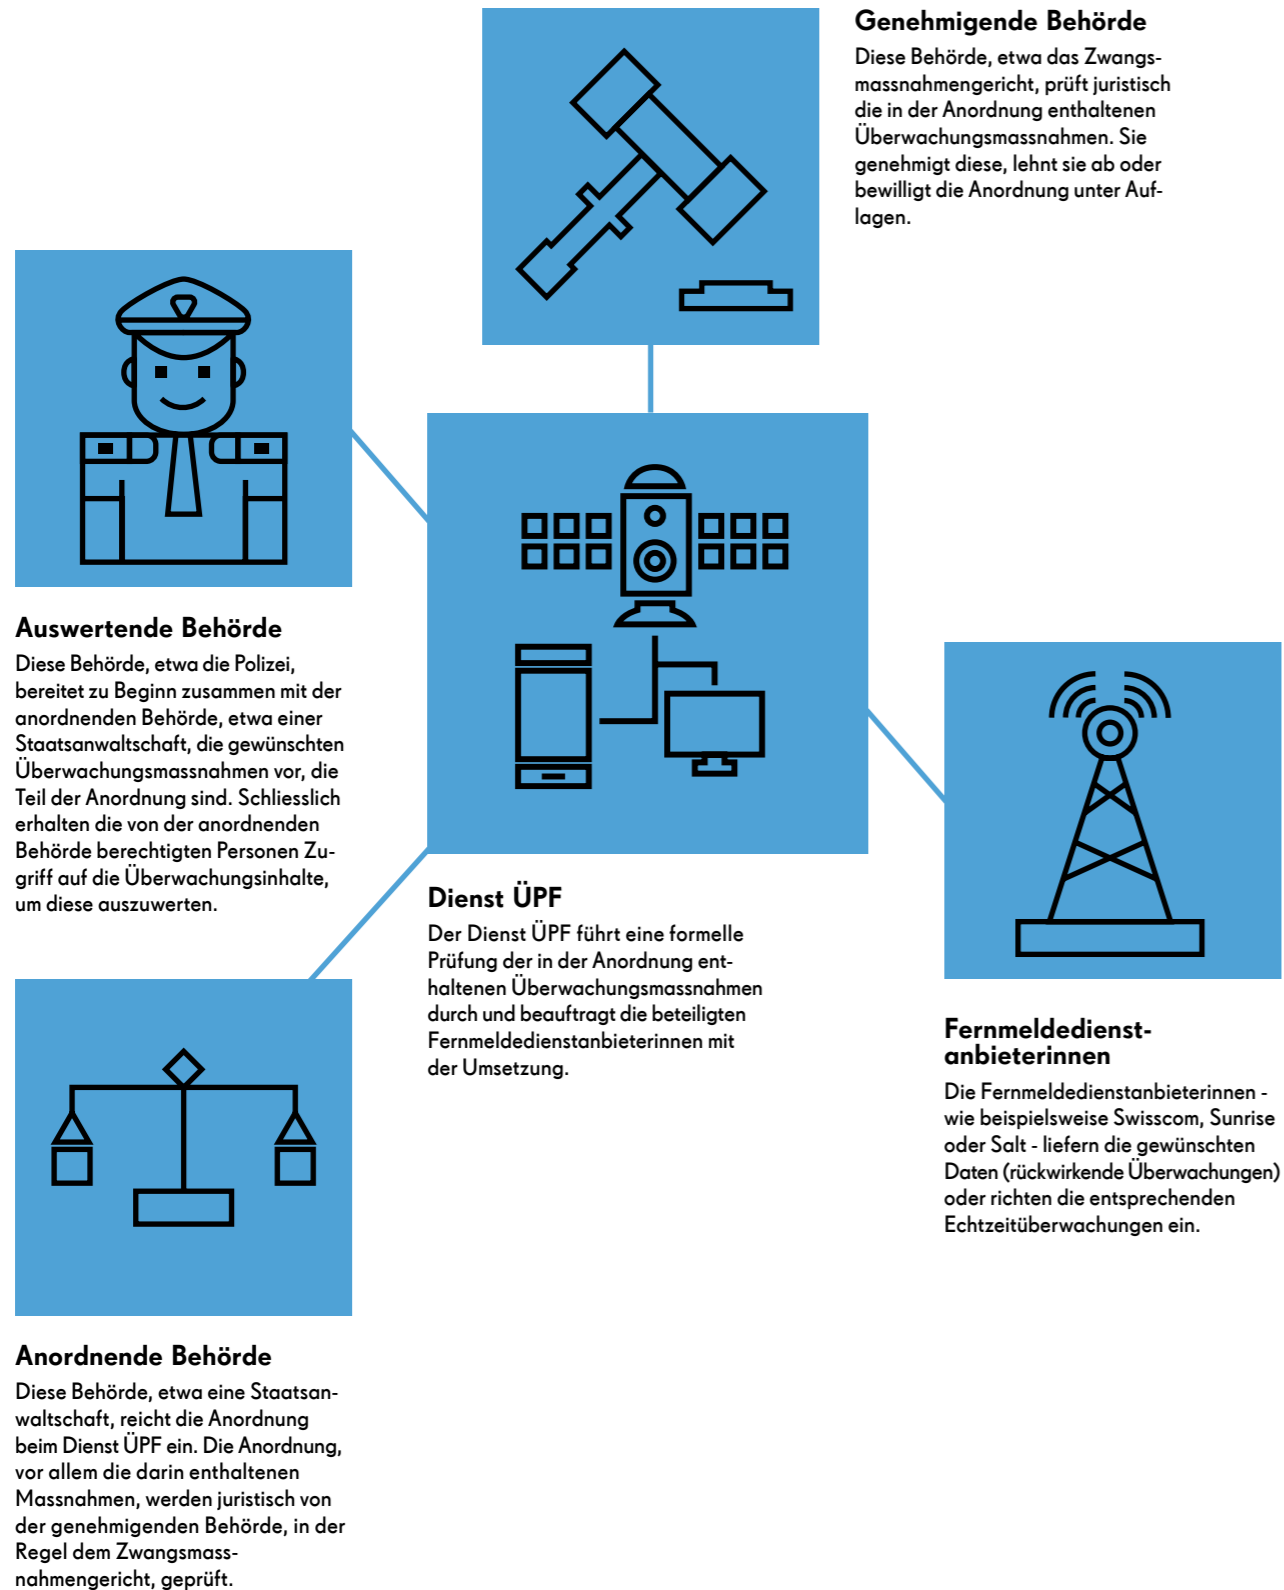 Genehmigende Behörde
Diese Behörde, etwa das Zwangs-
massnahmengericht, prüft juristisch
die in der Anordnung enthaltenen
Überwachungsmassnahmen. Sie
genehmigt diese, lehnt sie ab oder
bewilligt die Anordnung unter Auf-
lagen.
Auswertende Behörde
Diese Behörde, etwa die Polizei,
bereitet zu Beginn zusammen mit der
anordnenden Behörde, etwa einer
Staatsanwaltschaft, die gewünschten
Überwachungsmassnahmen vor, die
Teil der Anordnung sind. Schliesslich
erhalten die von der anordnenden
Behörde berechtigten Personen Zu-
griff auf die Überwachungsinhalte,
um diese auszuwerten.
Dienst ÜPF
Der Dienst ÜPF führt eine formelle
Prüfung der in der Anordnung ent-
haltenen Überwachungsmassnahmen
durch und beauftragt die beteiligten
Fernmeldedienstanbieterinnen mit
der Umsetzung.
Fernmeldedienst-
anbieterinnen
Die Fernmeldedienstanbieterinnen -
wie beispielsweise Swisscom, Sunrise
oder Salt - liefern die gewünschten
Daten (rückwirkende Überwachungen)
oder richten die entsprechenden
Echtzeitüberwachungen ein.
Anordnende Behörde
Diese Behörde, etwa eine Staatsan-
waltschaft, reicht die Anordnung
beim Dienst ÜPF ein. Die Anordnung,
vor allem die darin enthaltenen
Massnahmen, werden juristisch von
der genehmigenden Behörde, in der
Regel dem Zwangsmass-
nahmengericht, geprüft.